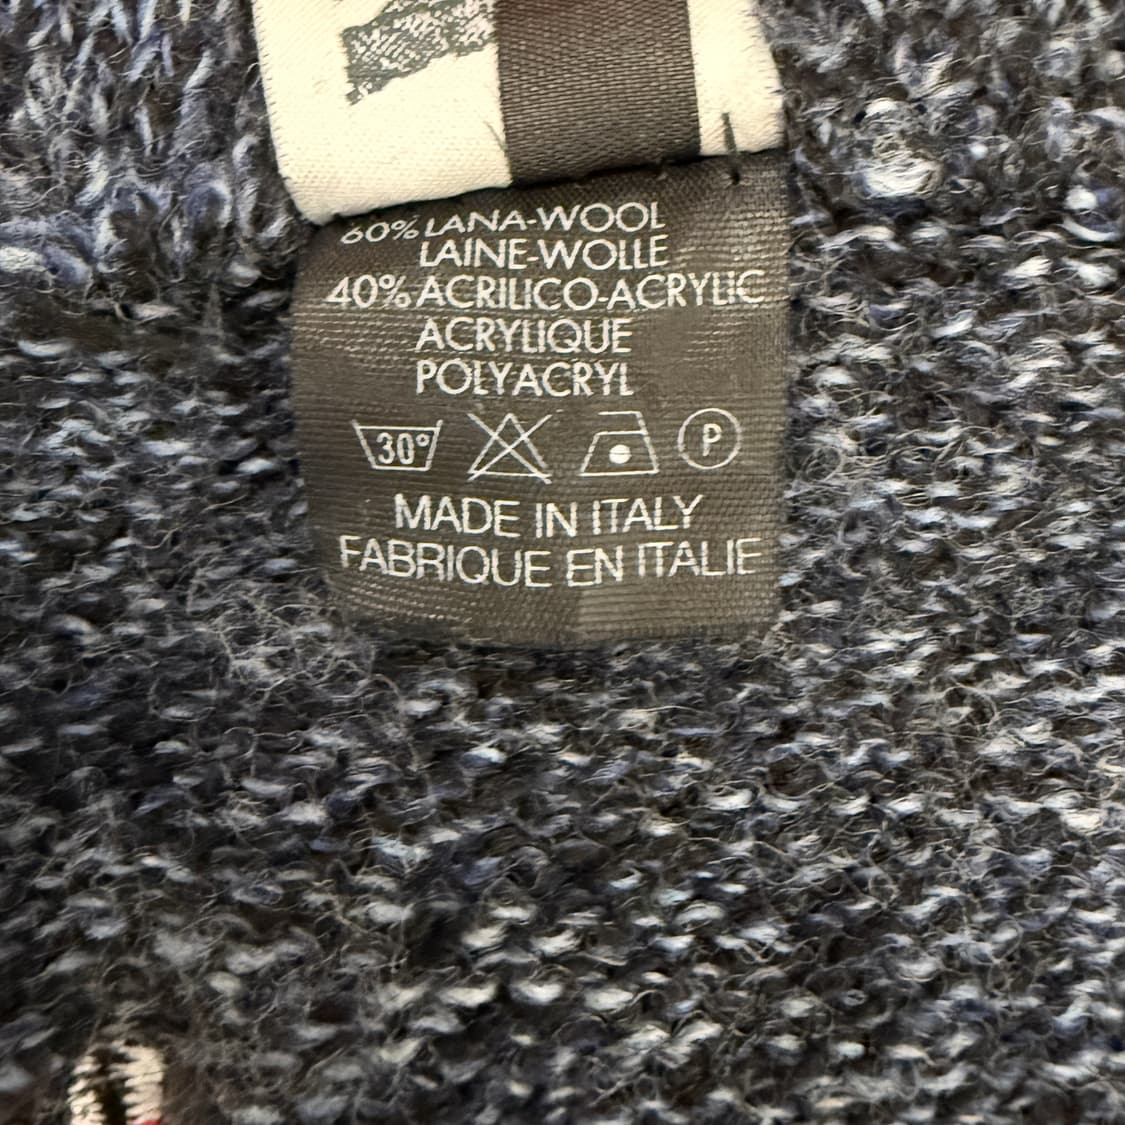 60% LANA-WOOL
LAINE-WOLLE
40% ACRILICO-ACRYLIC
ACRYLIQUE
POLYACRYL
30° P
MADE IN ITALY
FABRIQUE EN ITALIE